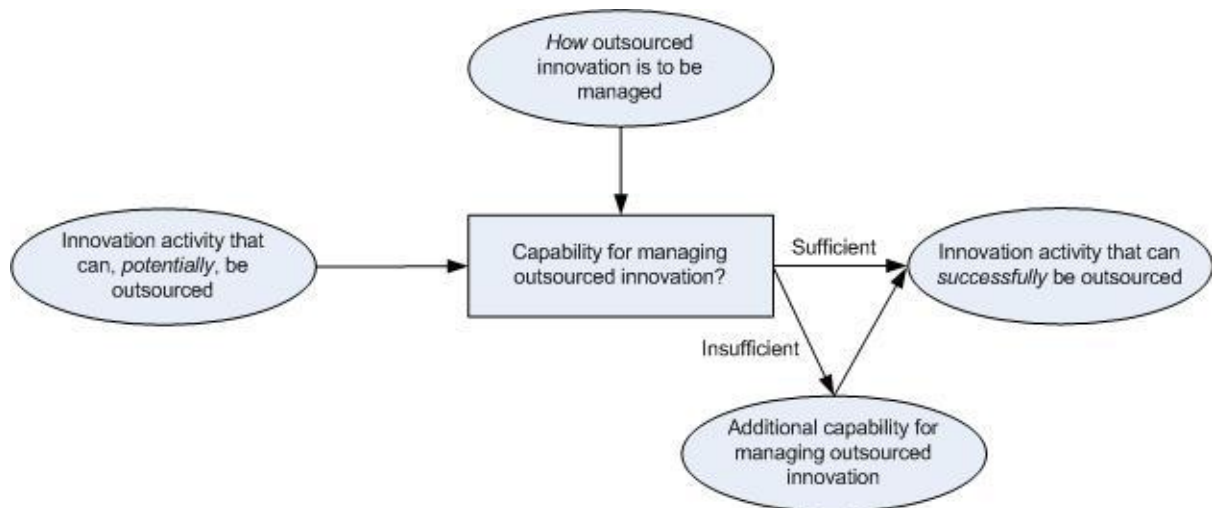 How outsourced
innovation is to be
managed
Innovation activity that
can, potentially, be
outsourced
Capability for managing
outsourced innovation?
Sufficient
Innovation activity that can
successfully be outsourced
Insufficient
Additional capability for
managing outsourced
innovation